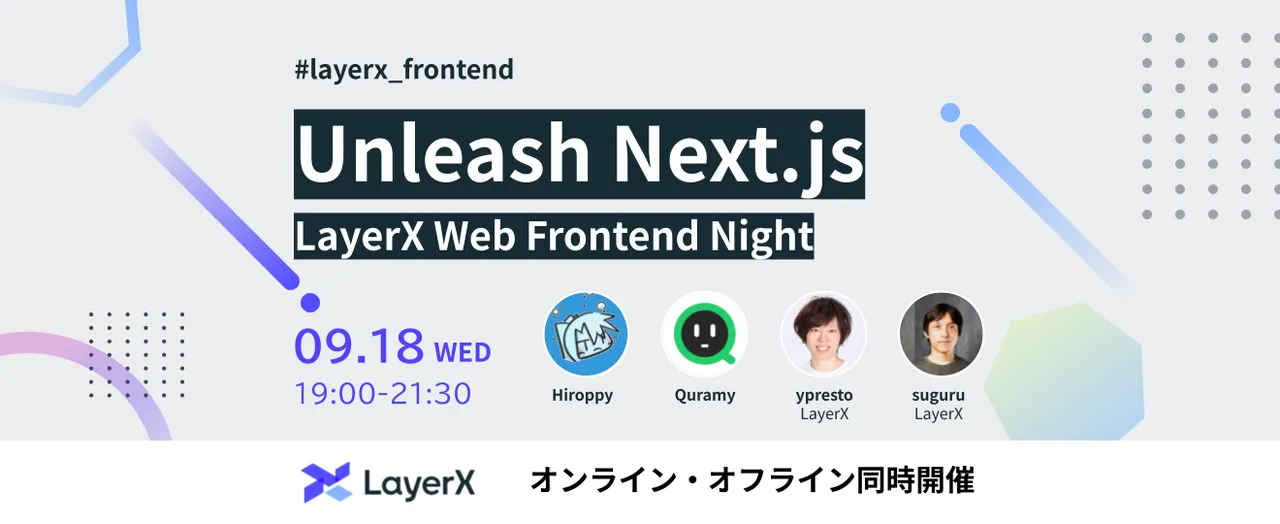 #layerx_frontend
Unleash Next.js
LayerX Web Frontend Night
09.18 WED
19:00-21:30
Hiroppy
Quramy
ypresto
LayerX
suguru
LayerX
LayerX
オンライン・オフライン同時開催